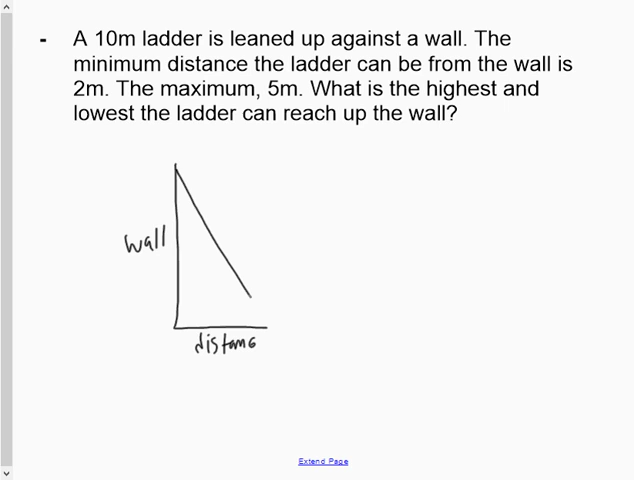 - A 10m ladder is leaned up against a wall. The
minimum distance the ladder can be from the wall is
2m. The maximum, 5m. What is the highest and
lowest the ladder can reach up the wall?
wall
distance
Extend Page